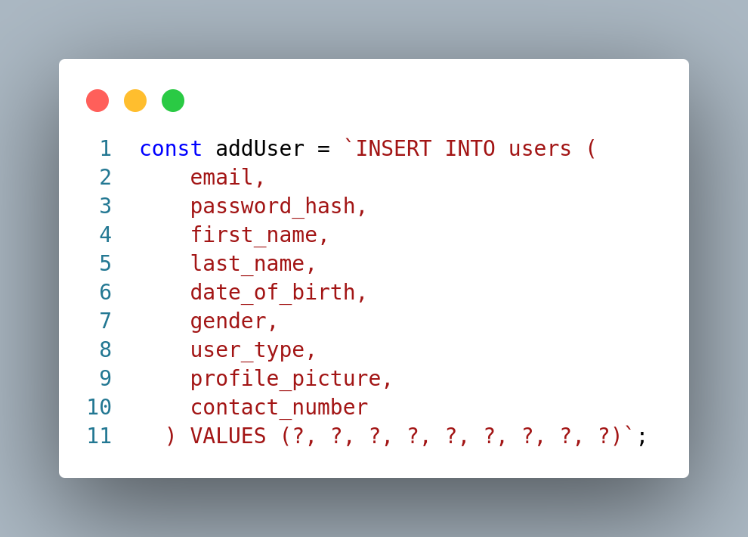 1 const addUser = `INSERT INTO users (
2     email,
3     password_hash,
4     first_name,
5     last_name,
6     date_of_birth,
7     gender,
8     user_type,
9     profile_picture,
10     contact_number
11   ) VALUES (?, ?, ?, ?, ?, ?, ?, ?, ?)`;